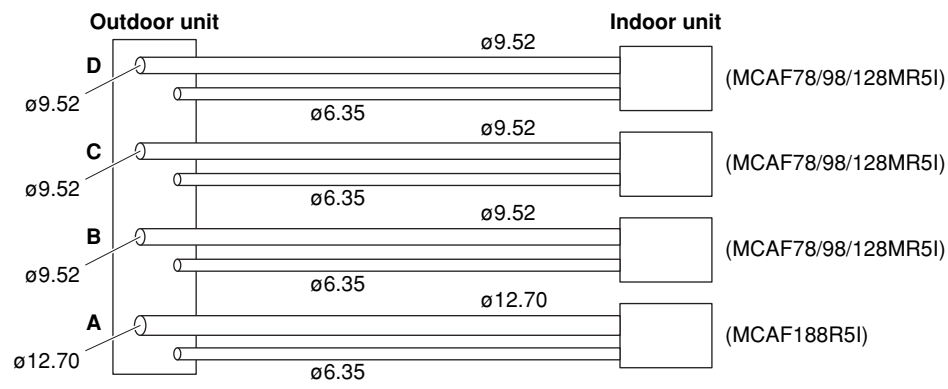 Outdoor unit
Indoor unit
D
ø9.52
ø9.52
ø6.35
(MCAF78/98/128MR5I)
C
ø9.52
ø9.52
ø6.35
(MCAF78/98/128MR5I)
B
ø9.52
ø9.52
ø6.35
(MCAF78/98/128MR5I)
A
ø12.70
ø12.70
ø6.35
(MCAF188R5I)